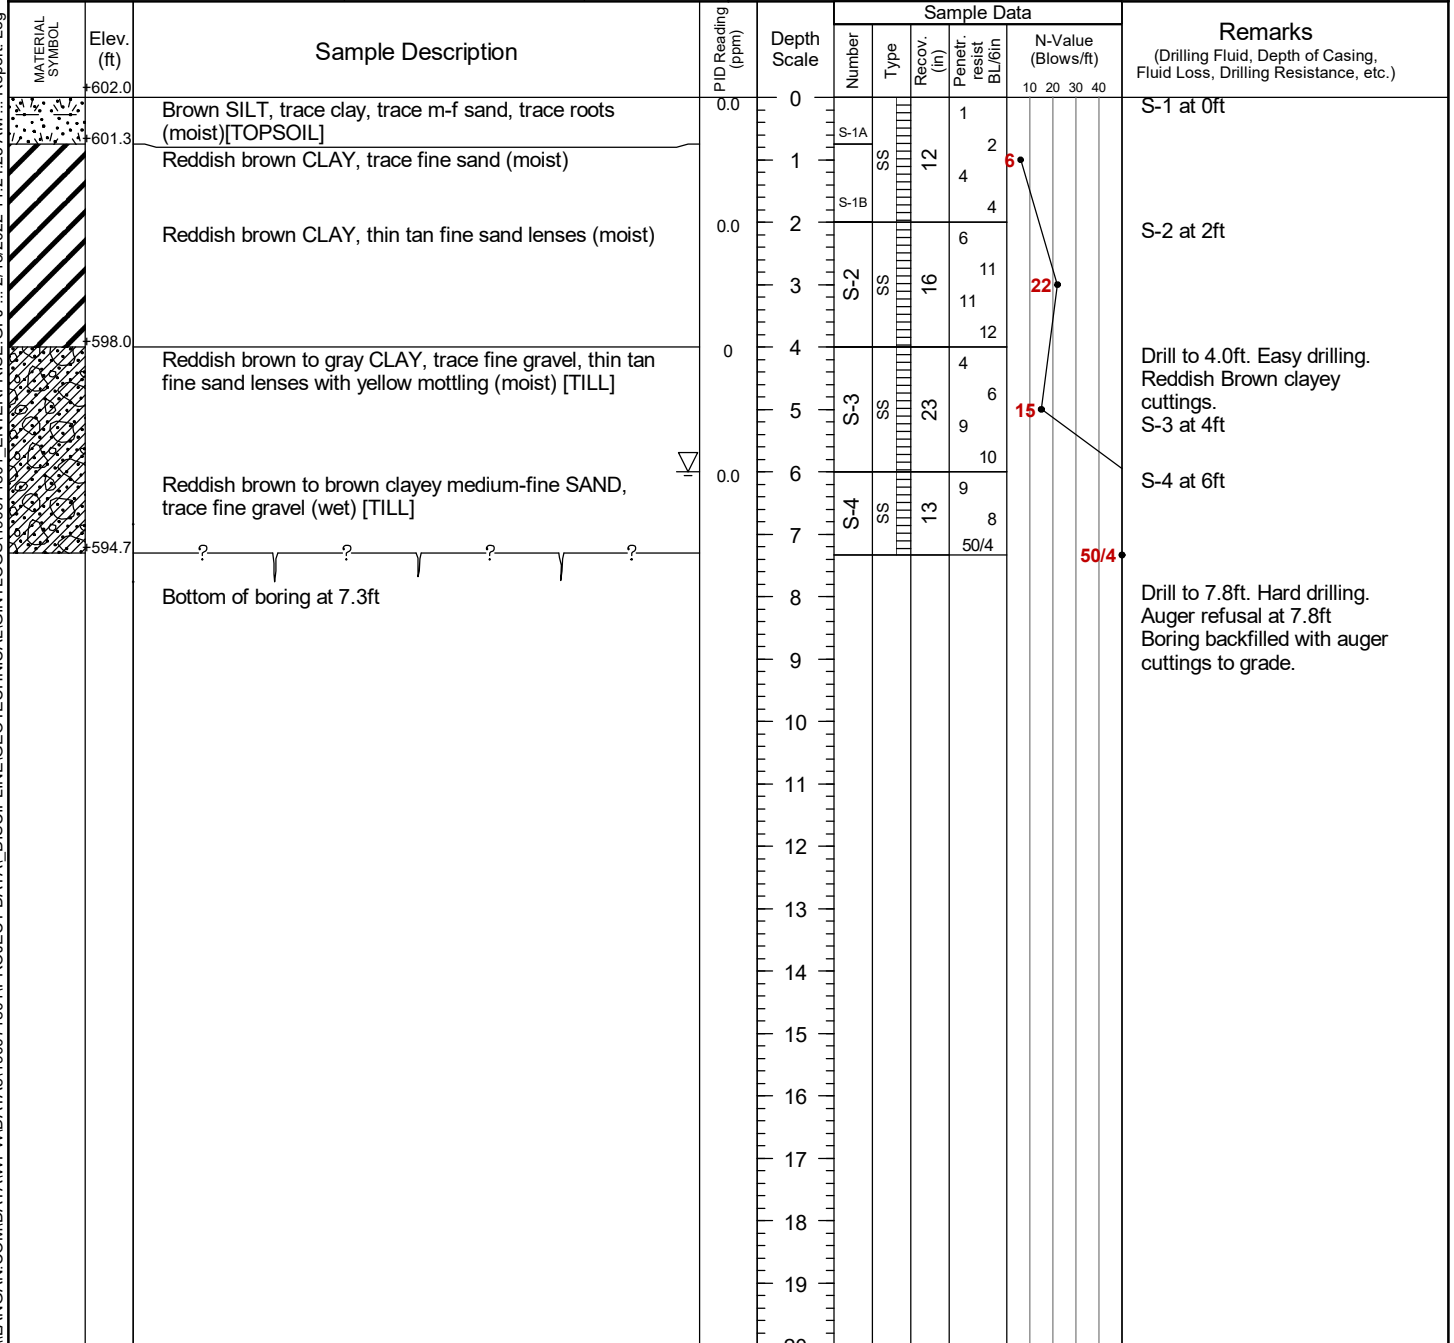 MATERIAL
SYMBOL
Elev.
(ft)
+602.0
Sample Description
PID Reading
(ppm)
Depth
Scale
Sample Data
Number
Type
Recov.
(in)
Penetr.
resist
BL/6in
N-Value
(Blows/ft)
10 20 30 40
Remarks
(Drilling Fluid, Depth of Casing,
Fluid Loss, Drilling Resistance, etc.)
Brown SILT, trace clay, trace m-f sand, trace roots
(moist)[TOPSOIL]
0.0
0
S-1A
SS
12
1
2
S-1 at 0ft
+601.3
Reddish brown CLAY, trace fine sand (moist)
1
S-1B
4
4
6
Reddish brown CLAY, thin tan fine sand lenses (moist)
0.0
2
3
S-2
SS
16
6
11
11
12
22
S-2 at 2ft
+598.0
Reddish brown to gray CLAY, trace fine gravel, thin tan
fine sand lenses with yellow mottling (moist) [TILL]
0
4
5
S-3
SS
23
4
6
9
10
15
Drill to 4.0ft. Easy drilling.
Reddish Brown clayey
cuttings.
S-3 at 4ft
Reddish brown to brown clayey medium-fine SAND,
trace fine gravel (wet) [TILL]
0.0
6
7
S-4
SS
13
9
8
50/4
S-4 at 6ft
+594.7
? ? ? ?
50/4
Bottom of boring at 7.3ft
8
Drill to 7.8ft. Hard drilling.
Auger refusal at 7.8ft
Boring backfilled with auger
cuttings to grade.
9
10
11
12
13
14
15
16
17
18
19